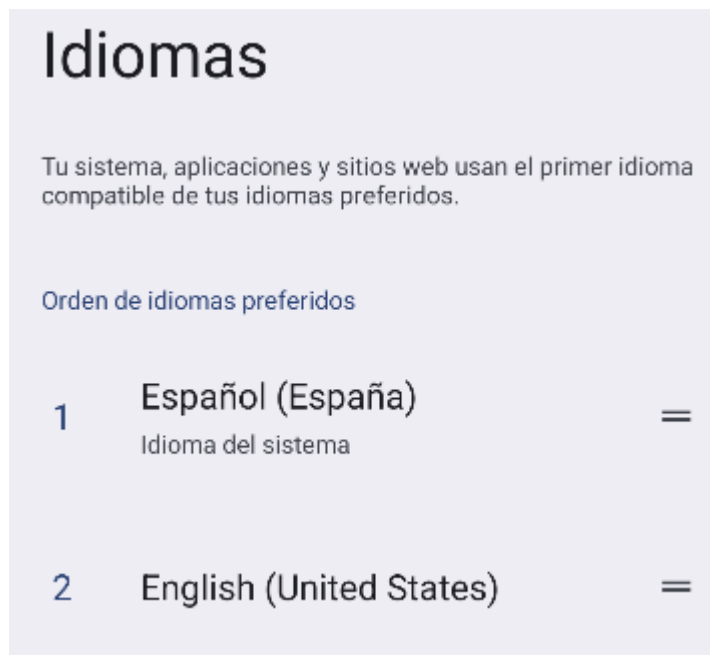 Idiomas
Tu sistema, aplicaciones y sitios web usan el primer idioma
compatible de tus idiomas preferidos.
Orden de idiomas preferidos
1 Español (España)
Idioma del sistema
2 English (United States)